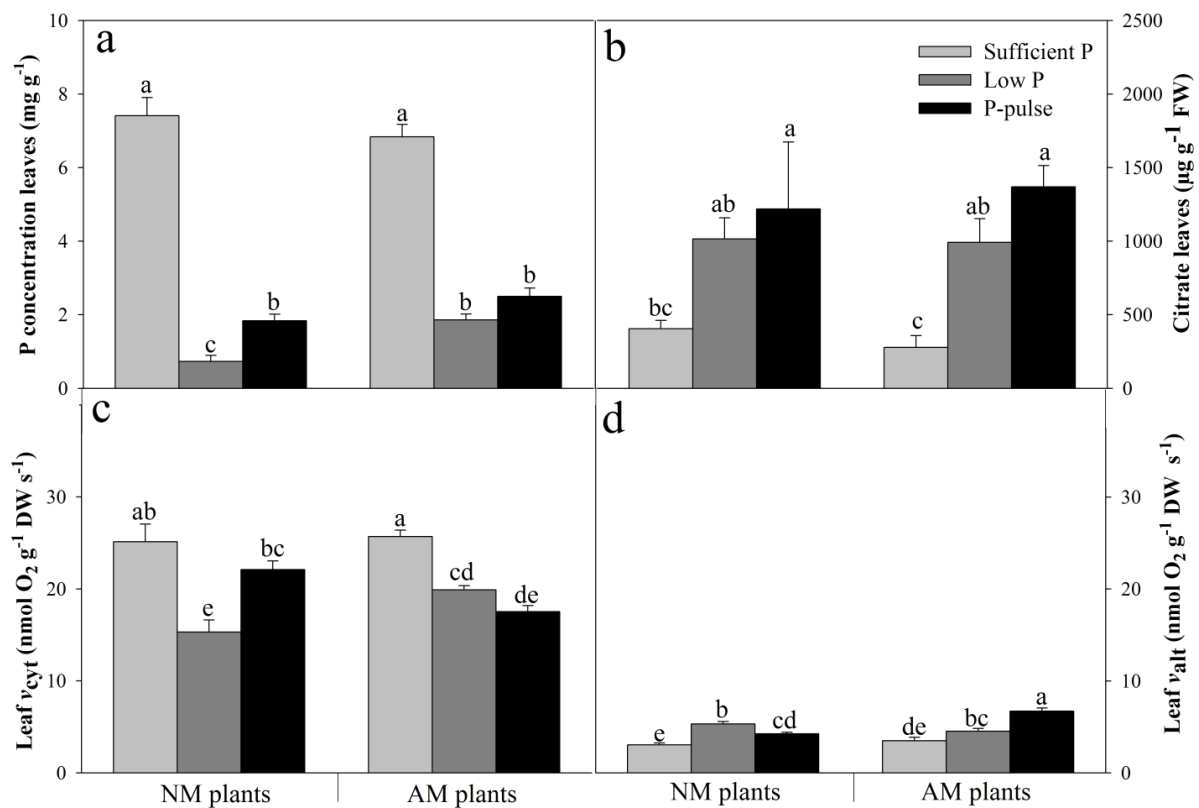 a
P concentration leaves (mg g⁻¹)
10
8
6
4
2
0
a
c
b
a
b
b
b
Sufficient P
Low P
P-pulse
2500
2000
1500
1000
500
0
Citrate leaves (µg g⁻¹ FW)
bc
ab
a
c
ab
a
c
Leaf vcyt (nmol O₂ g⁻¹ DW s⁻¹)
30
20
10
0
ab
e
bc
a
cd
de
NM plants
AM plants
d
30
20
10
0
Leaf valt (nmol O₂ g⁻¹ DW s⁻¹)
e
b
cd
de
bc
a
NM plants
AM plants